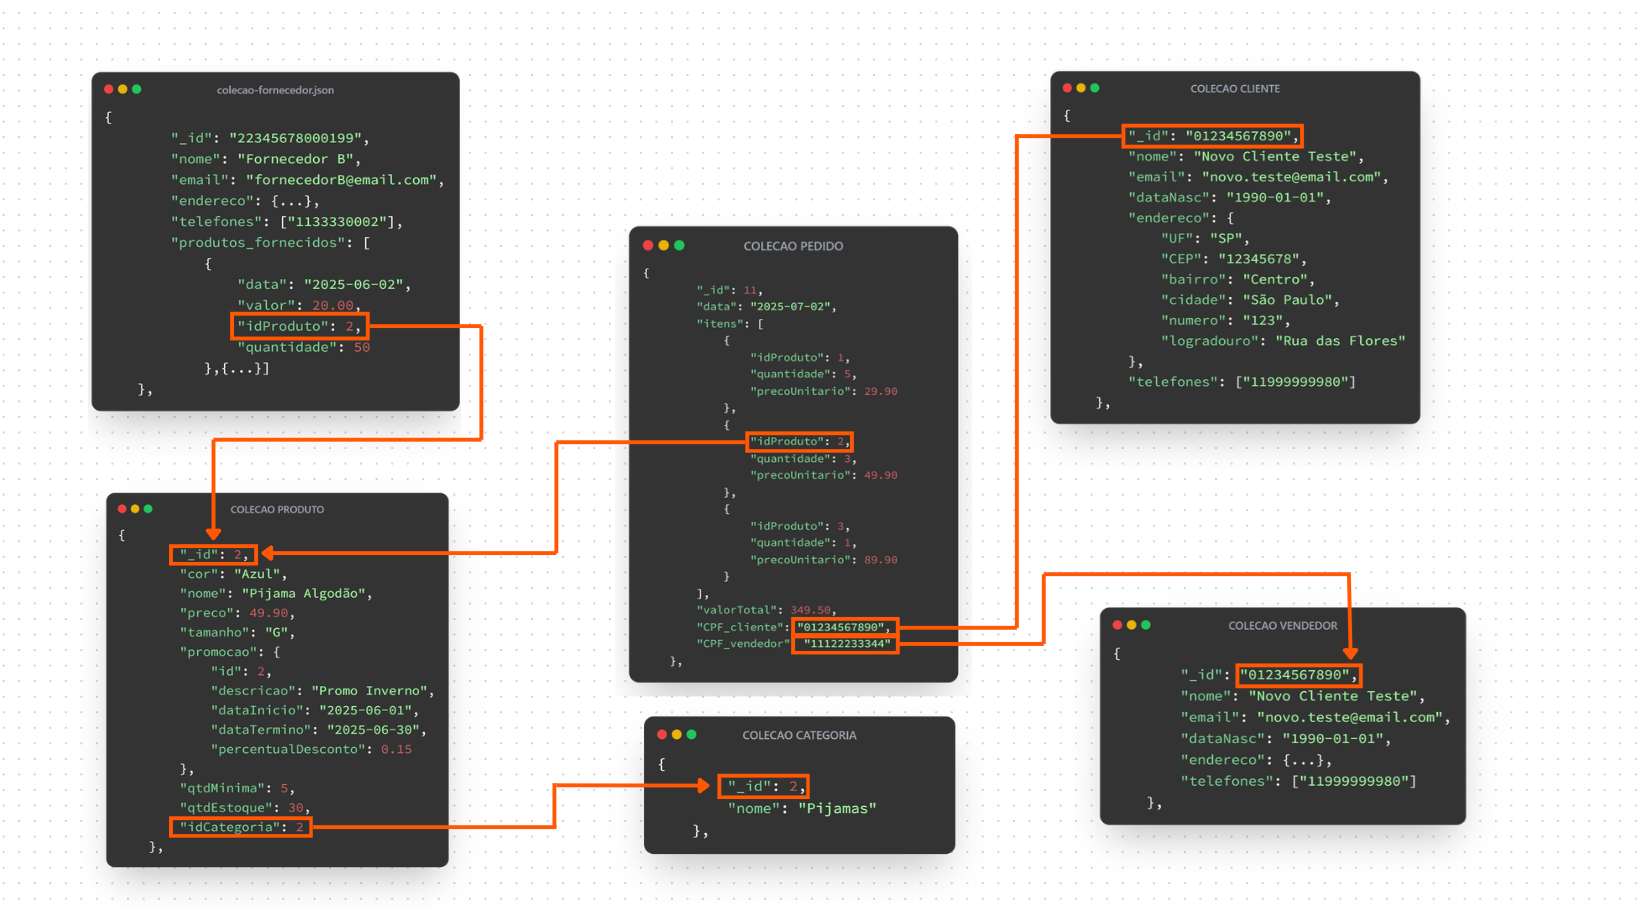 colecao-fornecedor.json
{
"_id": "22345678000199",
"nome": "Fornecedor B",
"email": "fornecedorB@email.com",
"endereco": {...},
"telefones": ["1133330002"],
"produtos_fornecidos": [
{
"data": "2025-06-02",
"valor": 20.00,
"idProduto": 2,
"quantidade": 50
},{...}]
},
COLECAO PRODUTO
{
"_id": 2,
"cor": "Azul",
"nome": "Pijama Algodão",
"preco": 49.90,
"tamanho": "G",
"promocao": {
"id": 2,
"descricao": "Promo Inverno",
"dataInicio": "2025-06-01",
"dataTermino": "2025-06-30",
"percentualDesconto": 0.15
},
"qtdMinima": 5,
"qtdEstoque": 30,
"idCategoria": 2
},
COLECAO PEDIDO
{
"_id": 11,
"data": "2025-07-02",
"itens": [
{
"idProduto": 1,
"quantidade": 5,
"precoUnitario": 29.90
},
{
"idProduto": 2,
"quantidade": 3,
"precoUnitario": 49.90
},
{
"idProduto": 3,
"quantidade": 1,
"precoUnitario": 89.90
}
],
"valorTotal": 349.50,
"CPF_cliente": "01234567890",
"CPF_vendedor" "11122233344"
},
COLECAO CATEGORIA
{
"_id": 2,
"nome": "Pijamas"
},
COLECAO CLIENTE
{
"_id": "01234567890",
"nome": "Novo Cliente Teste",
"email": "novo.teste@email.com",
"dataNasc": "1990-01-01",
"endereco": {
"UF": "SP",
"CEP": "12345678",
"bairro": "Centro",
"cidade": "São Paulo",
"numero": "123",
"logradouro": "Rua das Flores"
},
"telefones": ["11999999980"]
},
COLECAO VENDEDOR
{
"_id": "01234567890",
"nome": "Novo Cliente Teste",
"email": "novo.teste@email.com",
"dataNasc": "1990-01-01",
"endereco": {...},
"telefones": ["11999999980"]
},